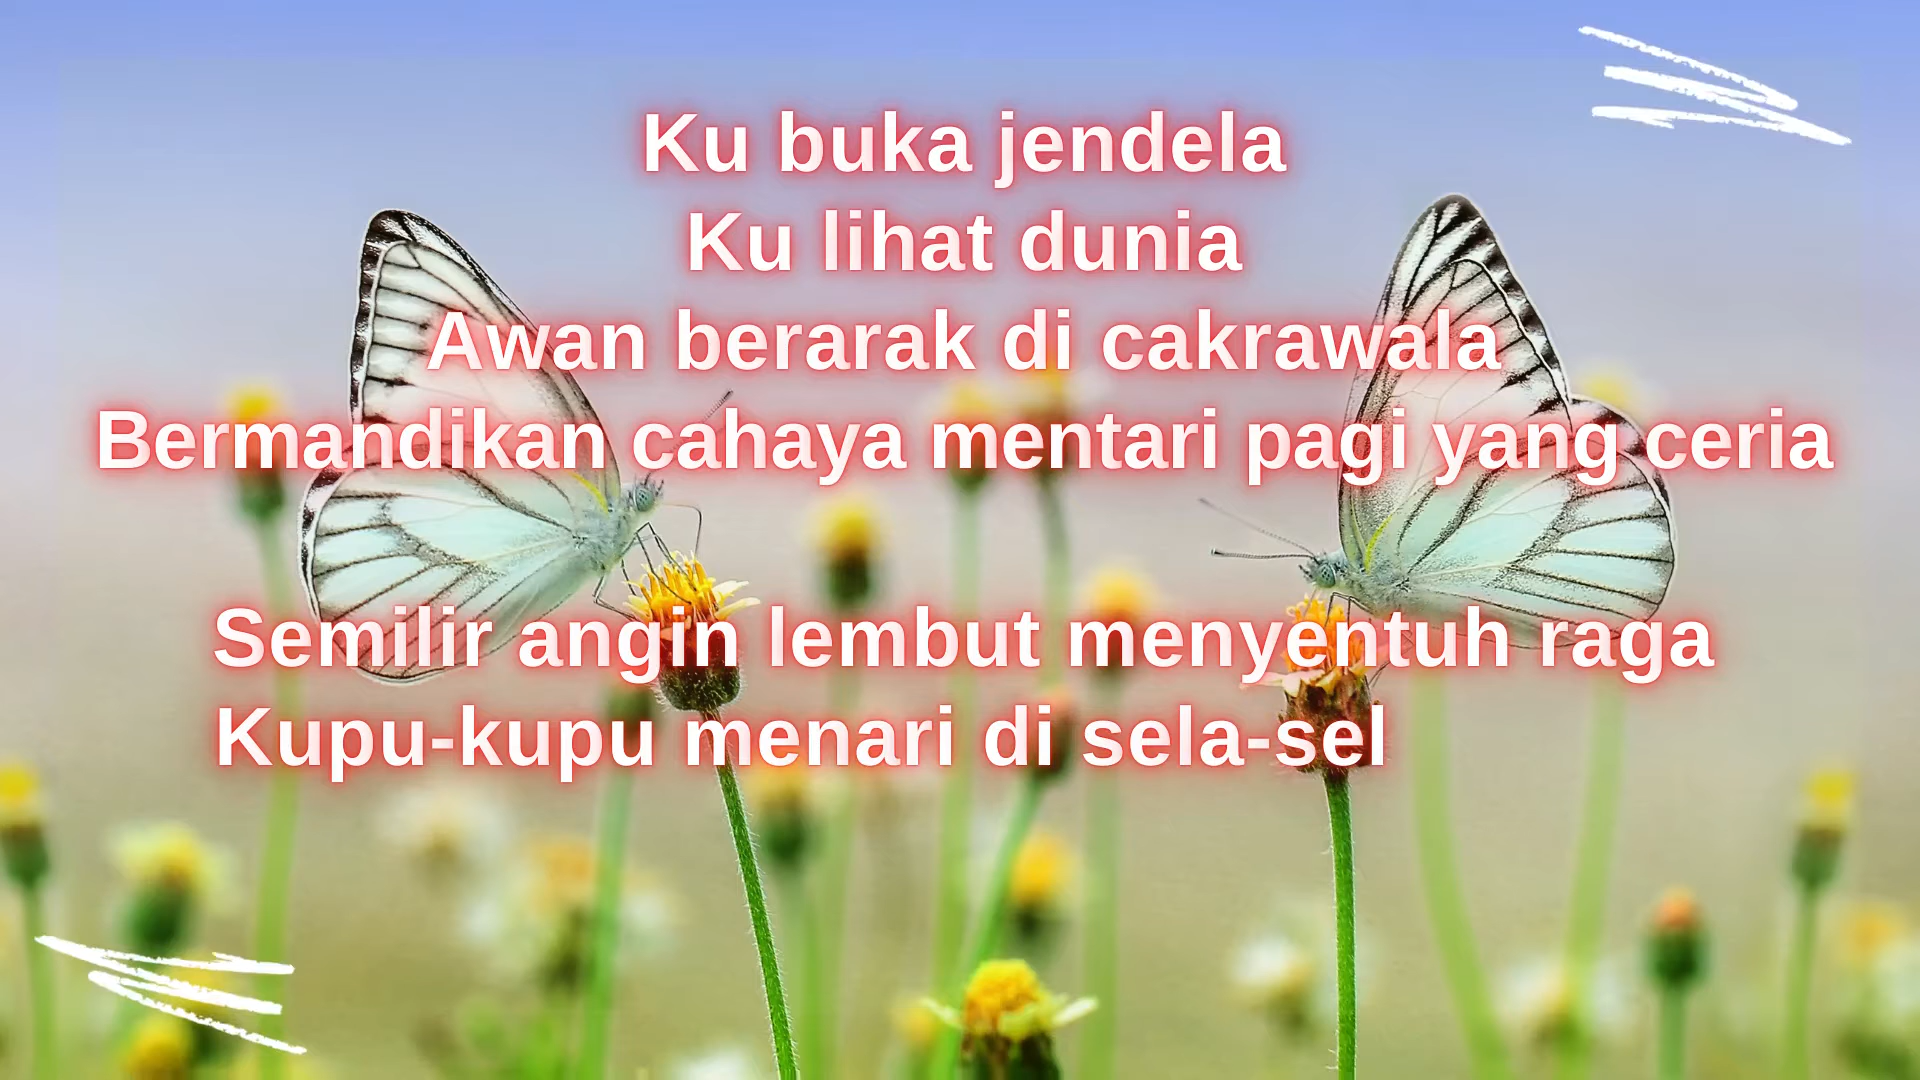 Ku buka jendela
Ku lihat dunia
Awan berarak di cakrawala
Bermandikan cahaya mentari pagi yang ceria
Semilir angin lembut menyentuh raga
Kupu-kupu menari di sela-sel